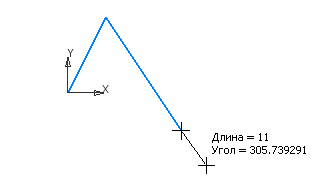 Y
X
Длина = 11
Угол = 305.739291